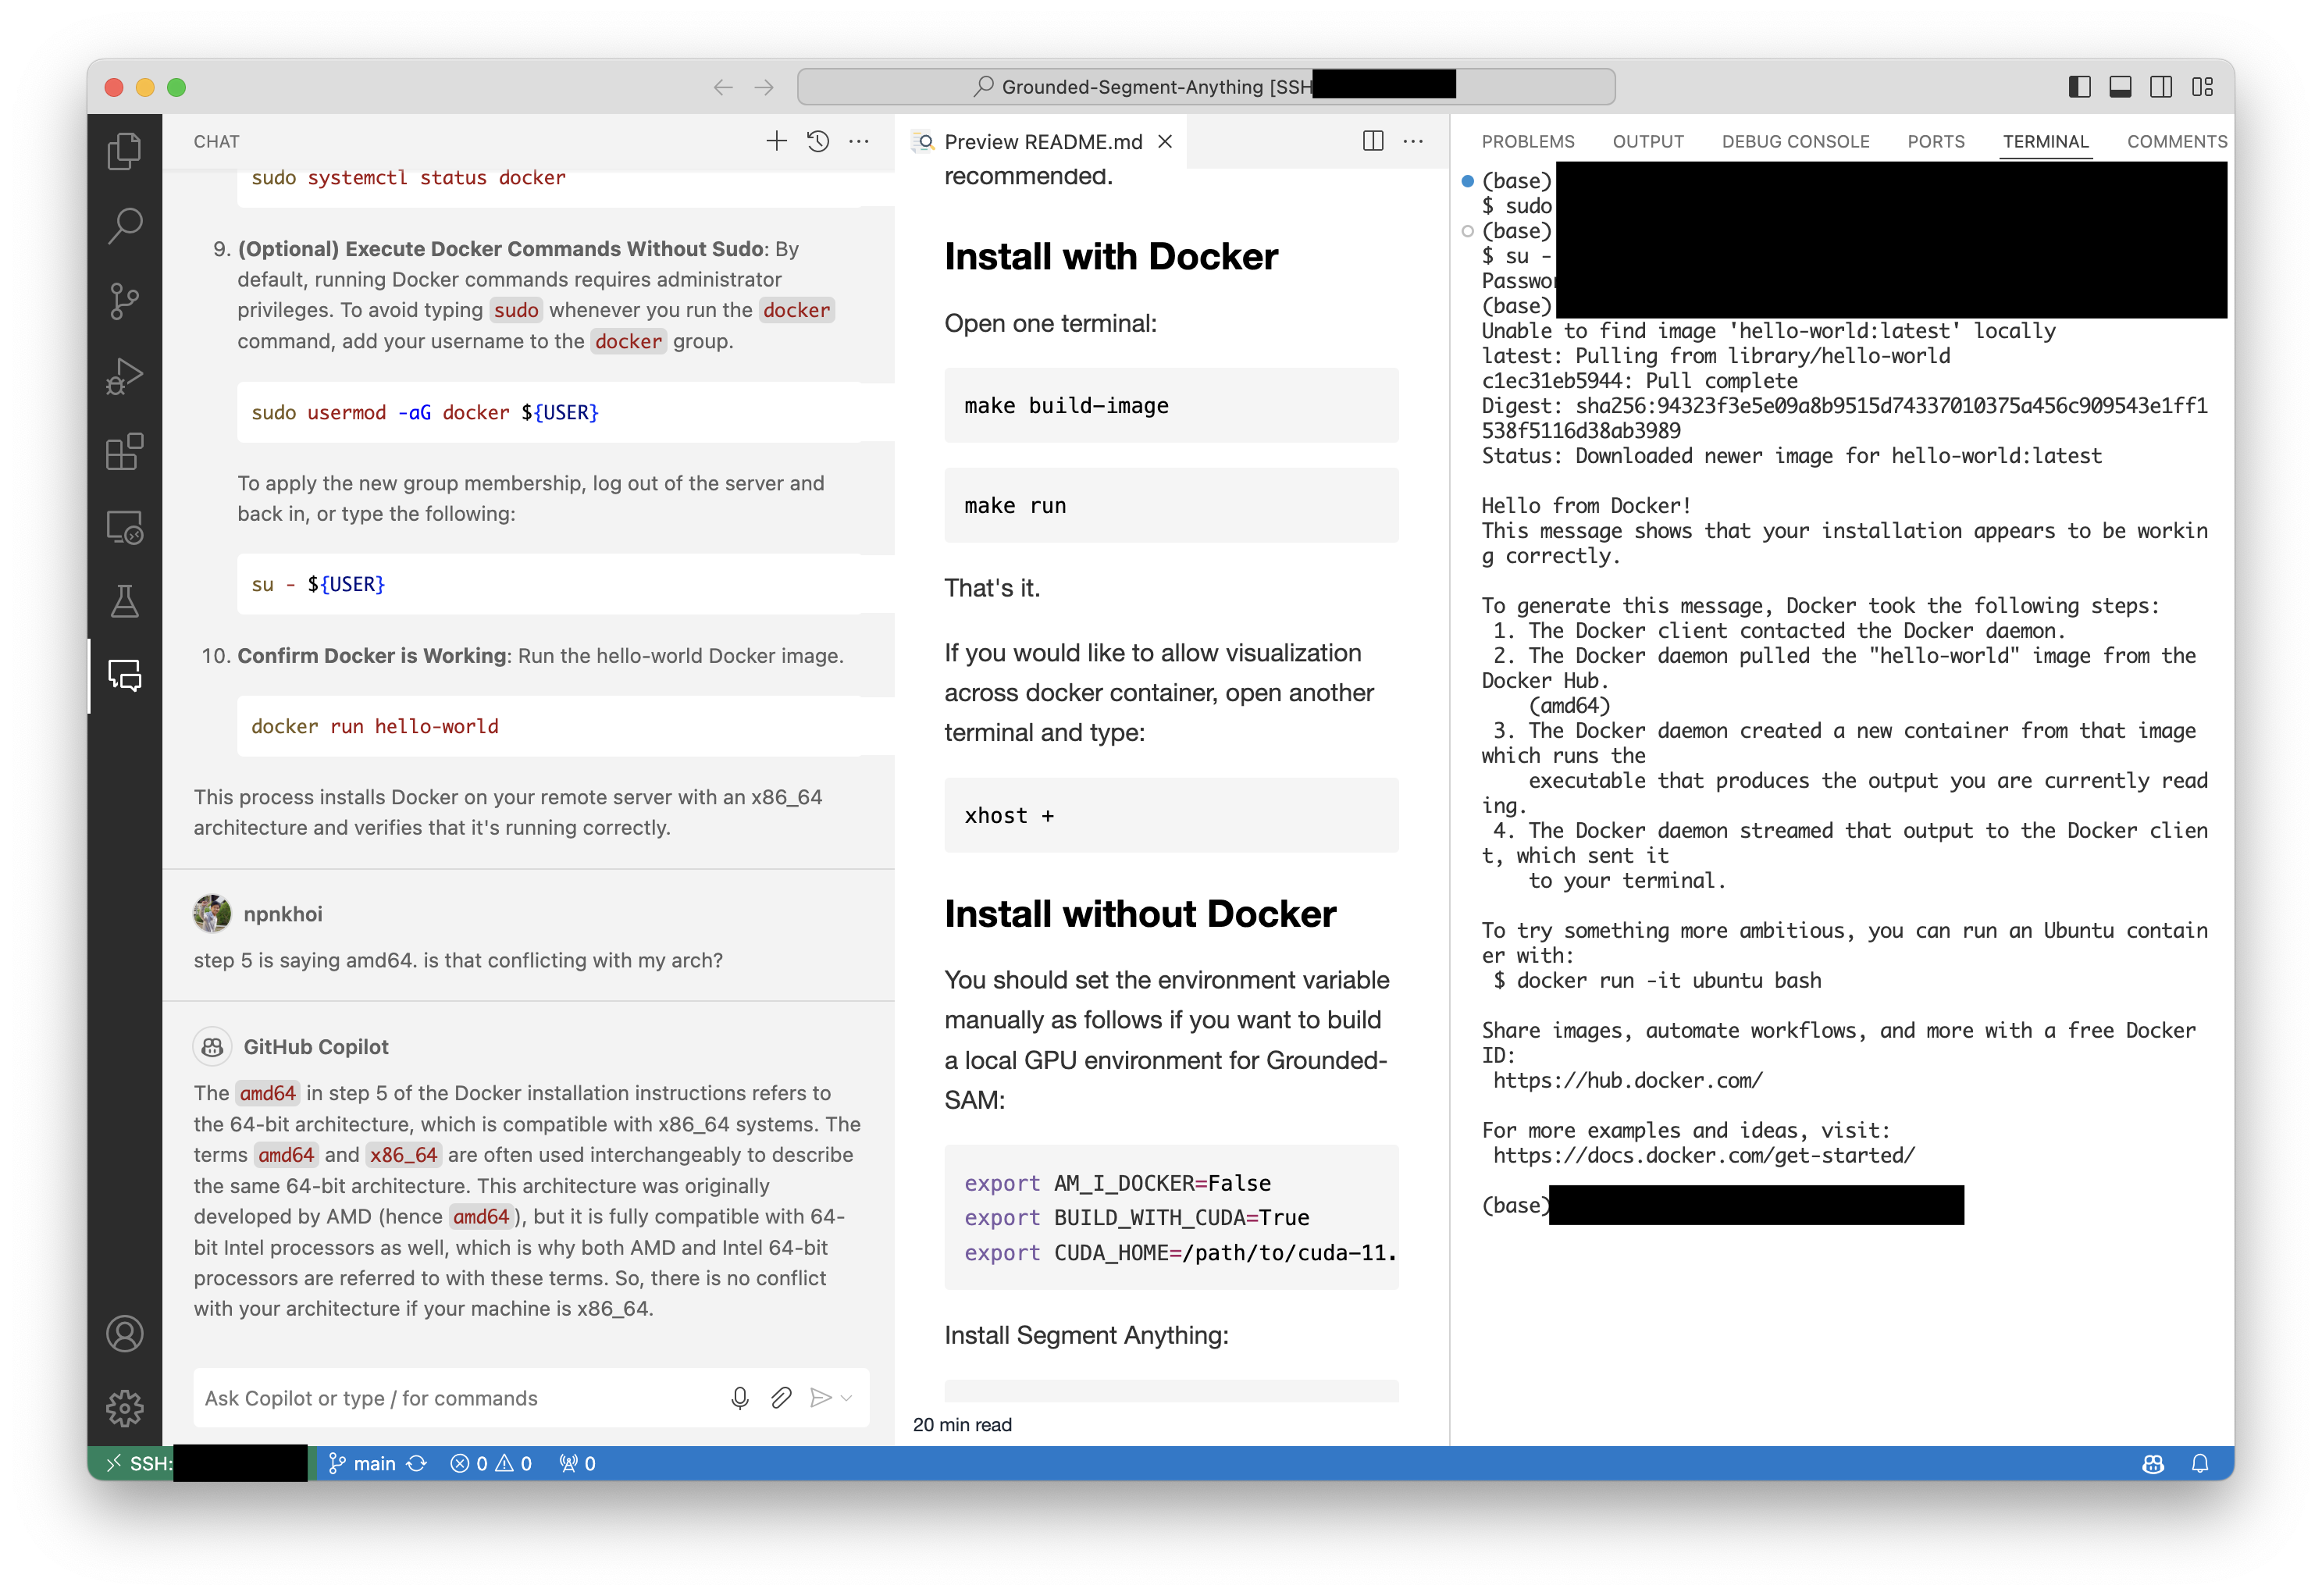 Grounded-Segment-Anything [SSH
CHAT
sudo systemctl status docker
9. (Optional) Execute Docker Commands Without Sudo: By
default, running Docker commands requires administrator
privileges. To avoid typing sudo whenever you run the docker
command, add your username to the docker group.
sudo usermod -aG docker ${USER}
To apply the new group membership, log out of the server and
back in, or type the following:
su - ${USER}
10. Confirm Docker is Working: Run the hello-world Docker image.
docker run hello-world
This process installs Docker on your remote server with an x86_64
architecture and verifies that it's running correctly.
npnkhoi
step 5 is saying amd64. is that conflicting with my arch?
GitHub Copilot
The amd64 in step 5 of the Docker installation instructions refers to
the 64-bit architecture, which is compatible with x86_64 systems. The
terms amd64 and x86_64 are often used interchangeably to describe
the same 64-bit architecture. This architecture was originally
developed by AMD (hence amd64), but it is fully compatible with 64-
bit Intel processors as well, which is why both AMD and Intel 64-bit
processors are referred to with these terms. So, there is no conflict
with your architecture if your machine is x86_64.
Ask Copilot or type / for commands
Preview README.md
recommended.
Install with Docker
Open one terminal:
make build-image
make run
That's it.
If you would like to allow visualization
across docker container, open another
terminal and type:
xhost +
Install without Docker
You should set the environment variable
manually as follows if you want to build
a local GPU environment for Grounded-
SAM:
export AM_I_DOCKER=False
export BUILD_WITH_CUDA=True
export CUDA_HOME=/path/to/cuda-11.
Install Segment Anything:
20 min read
PROBLEMS OUTPUT DEBUG CONSOLE PORTS TERMINAL COMMENTS
(base)
$ sudo
(base)
$ su -
Passwo
(base)
Unable to find image 'hello-world:latest' locally
latest: Pulling from library/hello-world
c1ec31eb5944: Pull complete
Digest: sha256:94323f3e5e09a8b9515d74337010375a456c909543e1ff1
538f5116d38ab3989
Status: Downloaded newer image for hello-world:latest
Hello from Docker!
This message shows that your installation appears to be workin
g correctly.
To generate this message, Docker took the following steps:
1. The Docker client contacted the Docker daemon.
2. The Docker daemon pulled the "hello-world" image from the
Docker Hub.
(amd64)
3. The Docker daemon created a new container from that image
which runs the
executable that produces the output you are currently read
ing.
4. The Docker daemon streamed that output to the Docker clien
t, which sent it
to your terminal.
To try something more ambitious, you can run an Ubuntu contain
er with:
$ docker run -it ubuntu bash
Share images, automate workflows, and more with a free Docker
ID:
https://hub.docker.com/
For more examples and ideas, visit:
https://docs.docker.com/get-started/
(base)
SSH: main 0 0 0